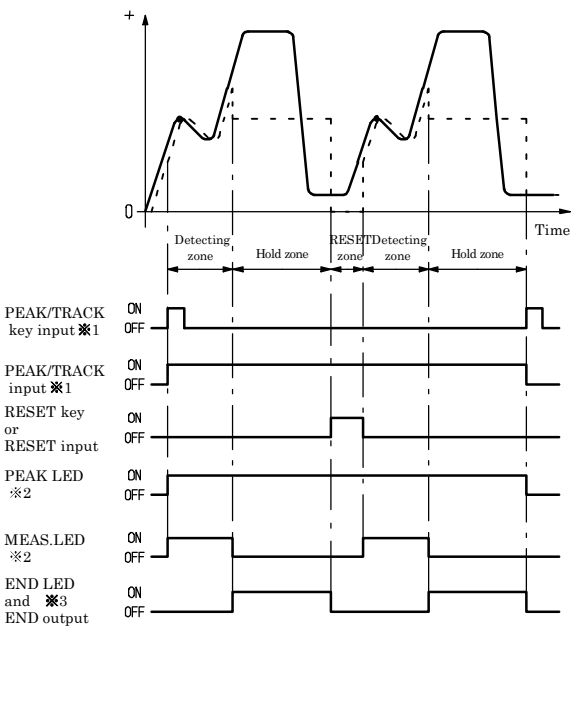 +
0
Time
Detecting zone
Hold zone
RESET zone
Detecting zone
Hold zone
PEAK/TRACK
key input ※1
ON
OFF
PEAK/TRACK
input ※1
ON
OFF
RESET key
or
RESET input
ON
OFF
PEAK LED
※2
ON
OFF
MEAS.LED
※2
ON
OFF
END LED
and ※3
END output
ON
OFF